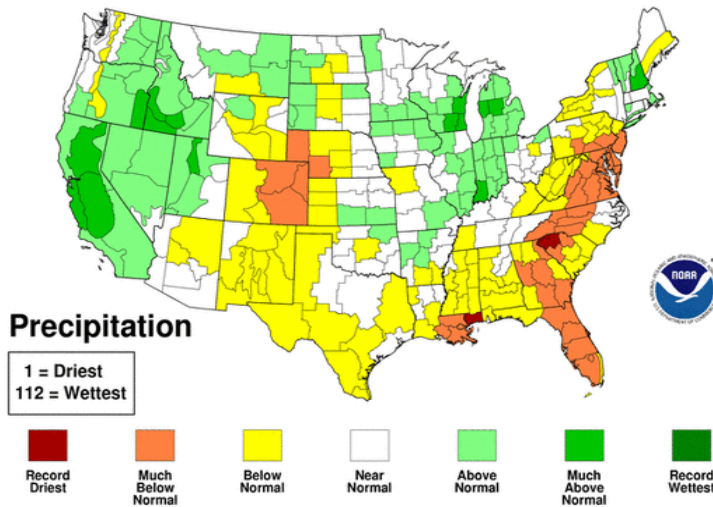 NOAA
Precipitation
1 = Driest
112 = Wettest
Record
Driest
Much
Below
Normal
Below
Normal
Near
Normal
Above
Normal
Much
Above
Normal
Record
Wettest